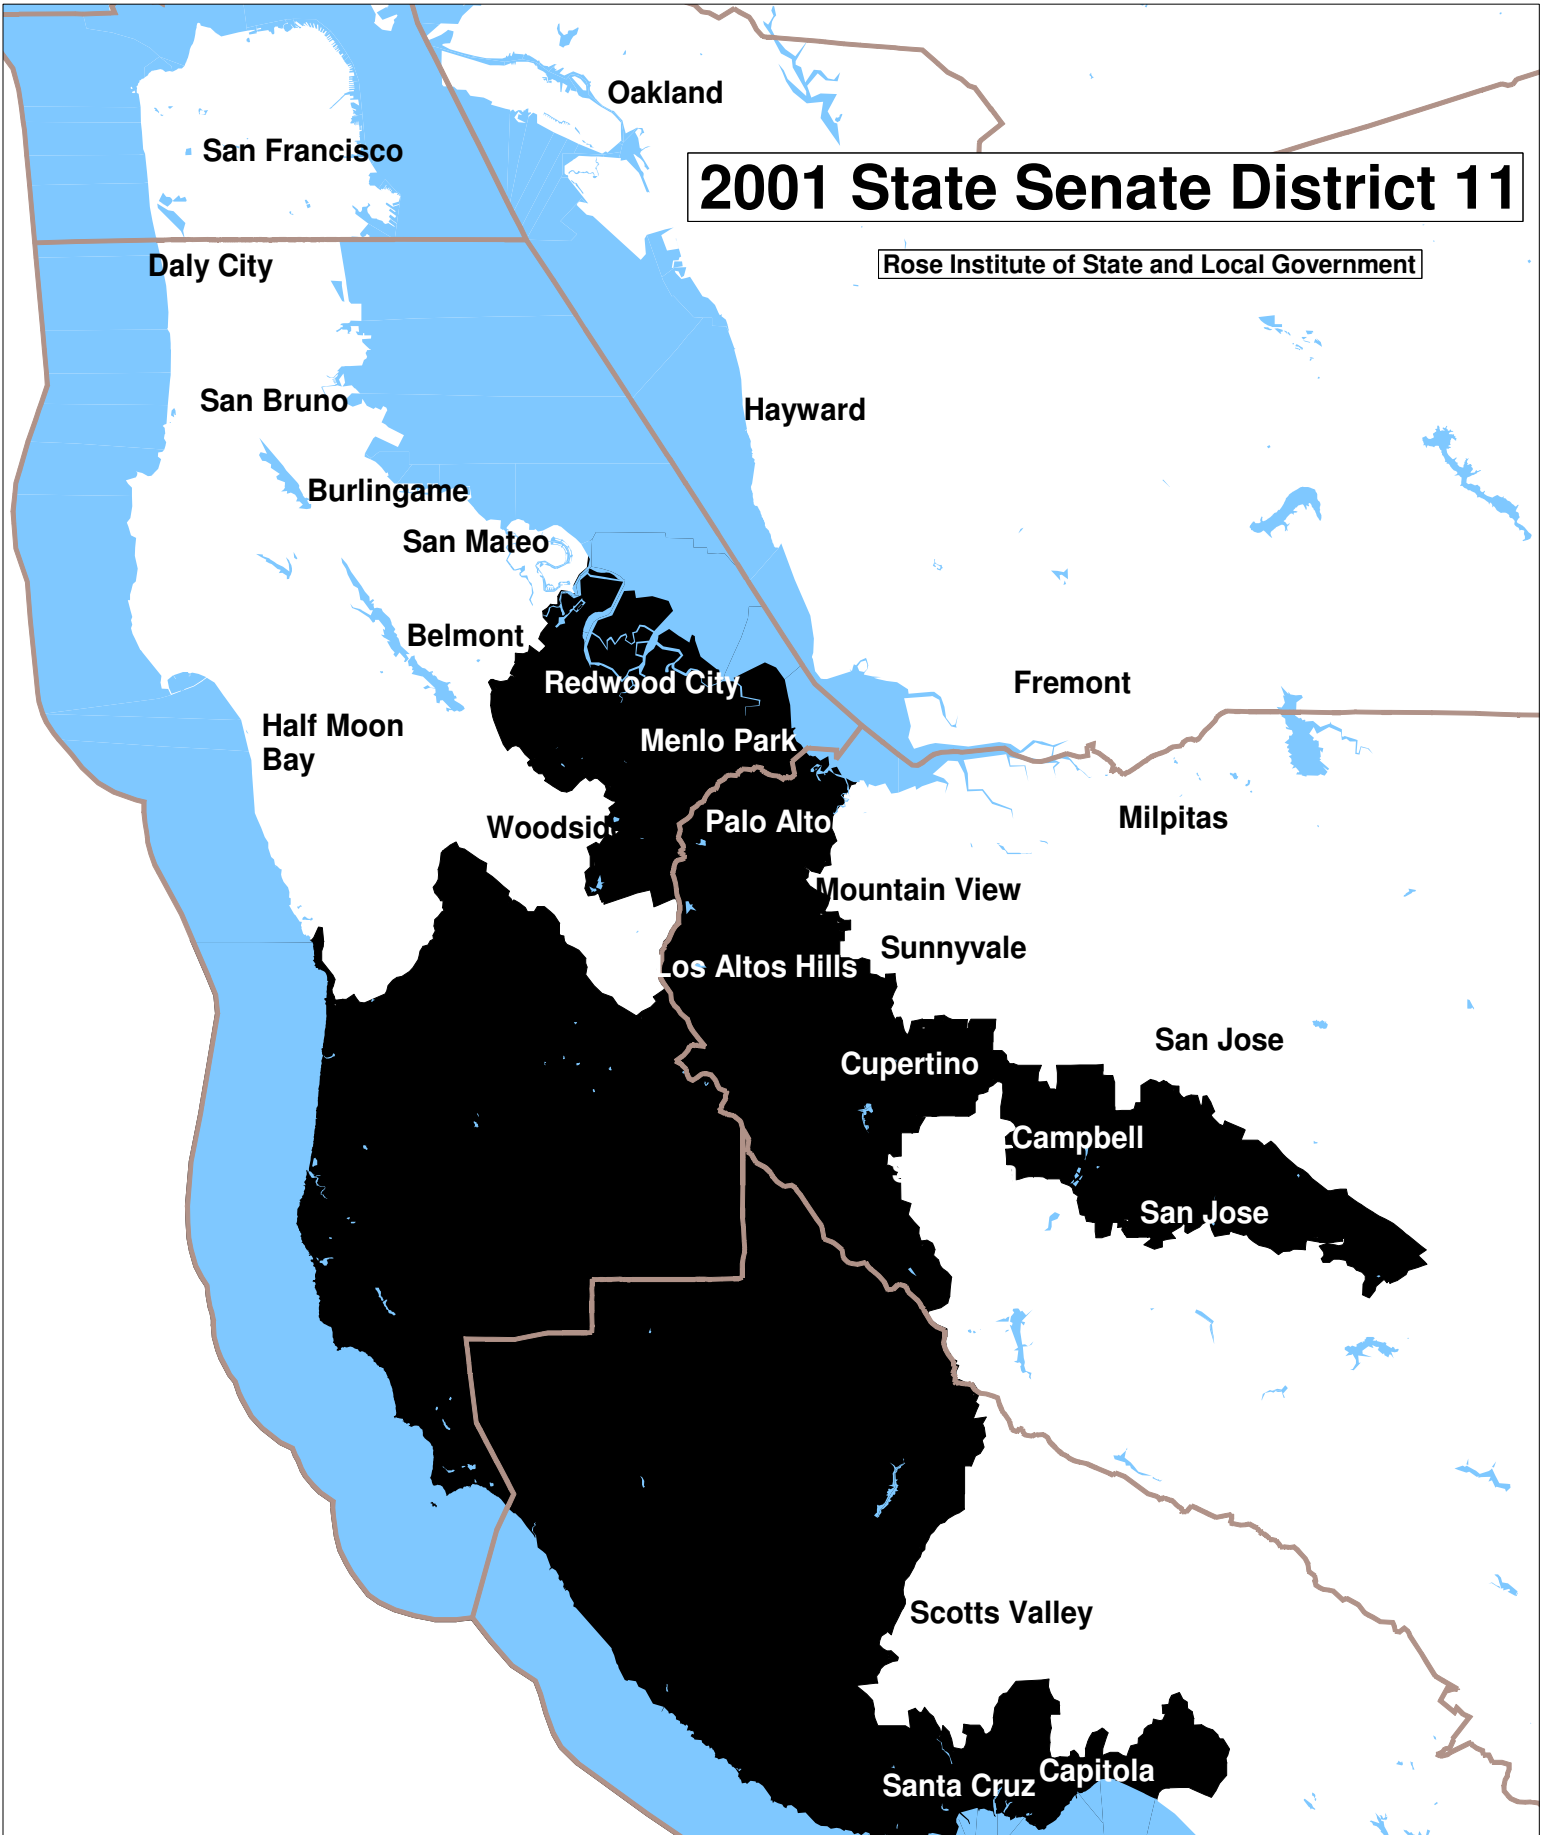 Oakland
San Francisco
2001 State Senate District 11
Daly City
Rose Institute of State and Local Government
San Bruno
Hayward
Burlingame
San Mateo
Belmont
Redwood City
Fremont
Half Moon
Bay
Menlo Park
Woodsid
Palo Alto
Milpitas
Mountain View
Sunnyvale
Los Altos Hills
San Jose
Cupertino
Campbell
San Jose
Scotts Valley
Capitola
Santa Cruz